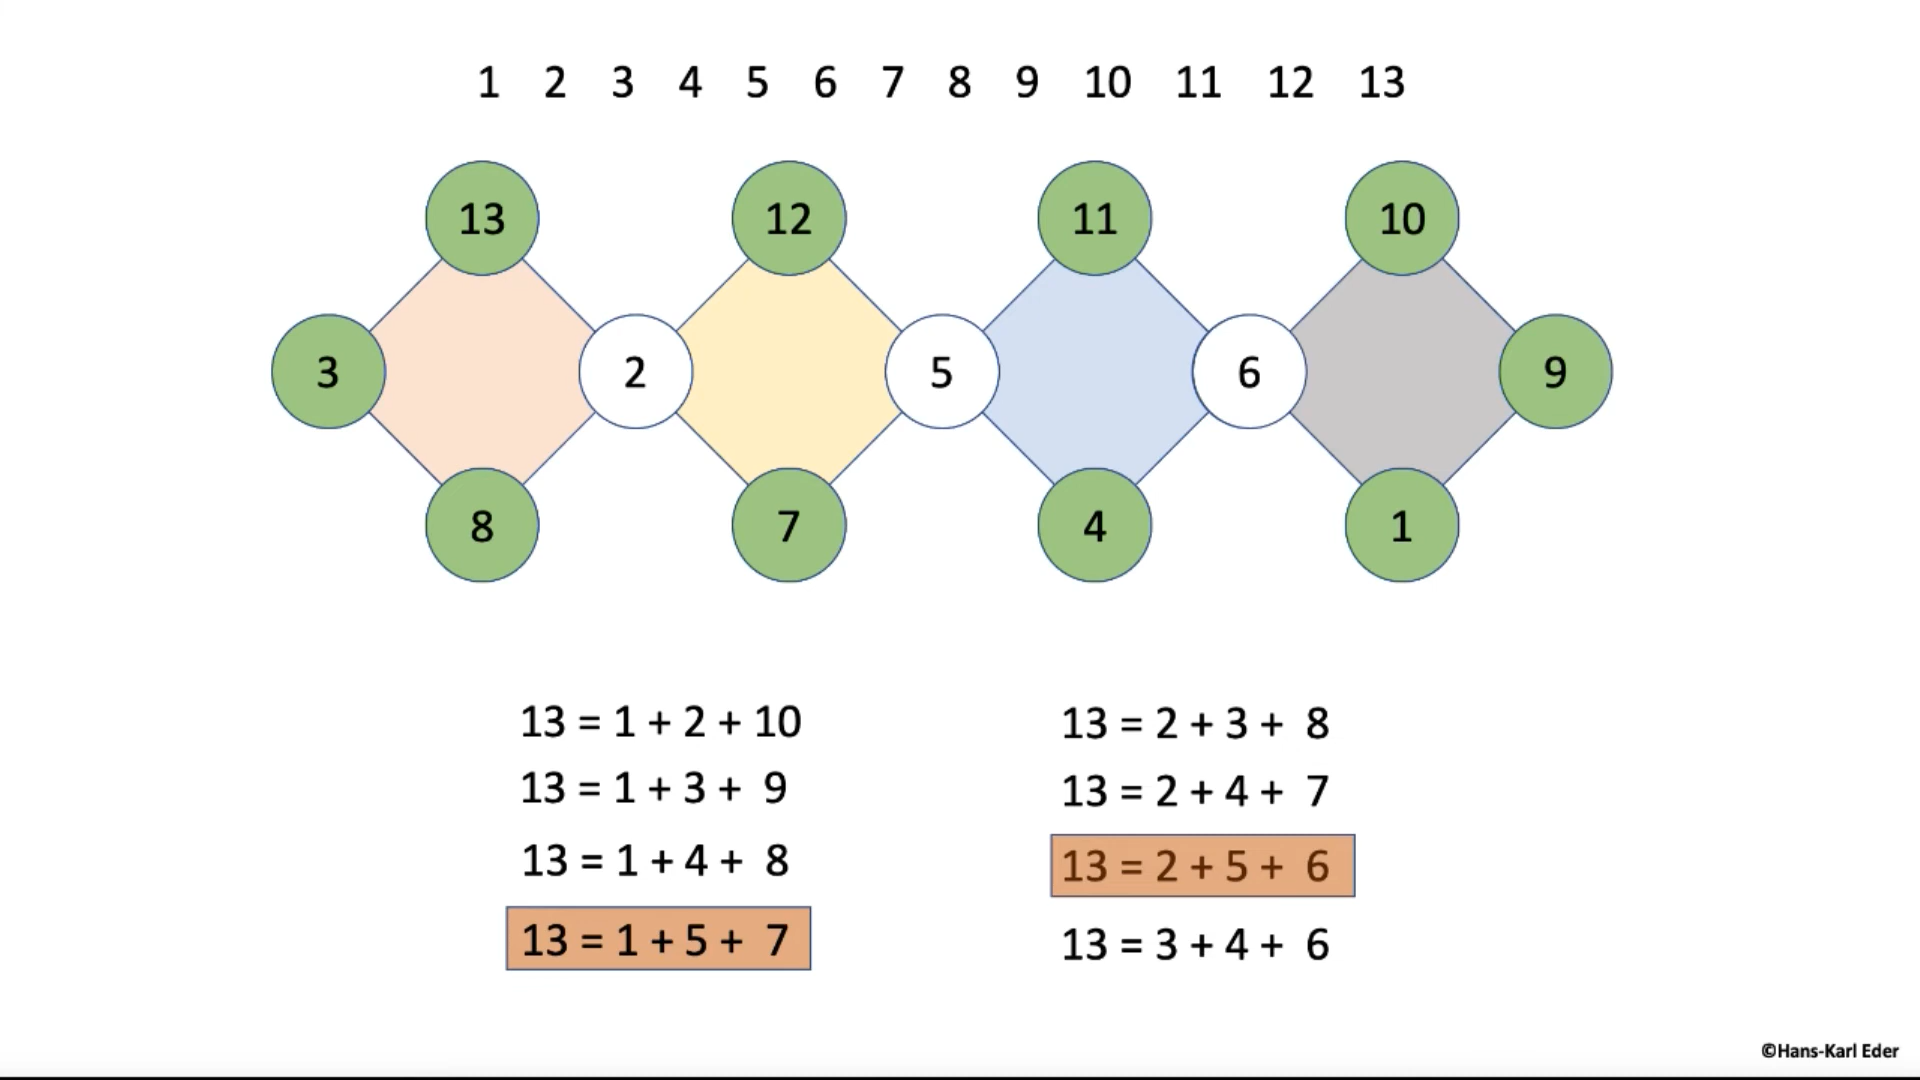 1 2 3 4 5 6 7 8 9 10 11 12 13
13 12 11 10
3 2 5 6 9
8 7 4 1
13 = 1 + 2 + 10
13 = 1 + 3 + 9
13 = 1 + 4 + 8
13 = 1 + 5 + 7
13 = 2 + 3 + 8
13 = 2 + 4 + 7
13 = 2 + 5 + 6
13 = 3 + 4 + 6
©Hans-Karl Eder